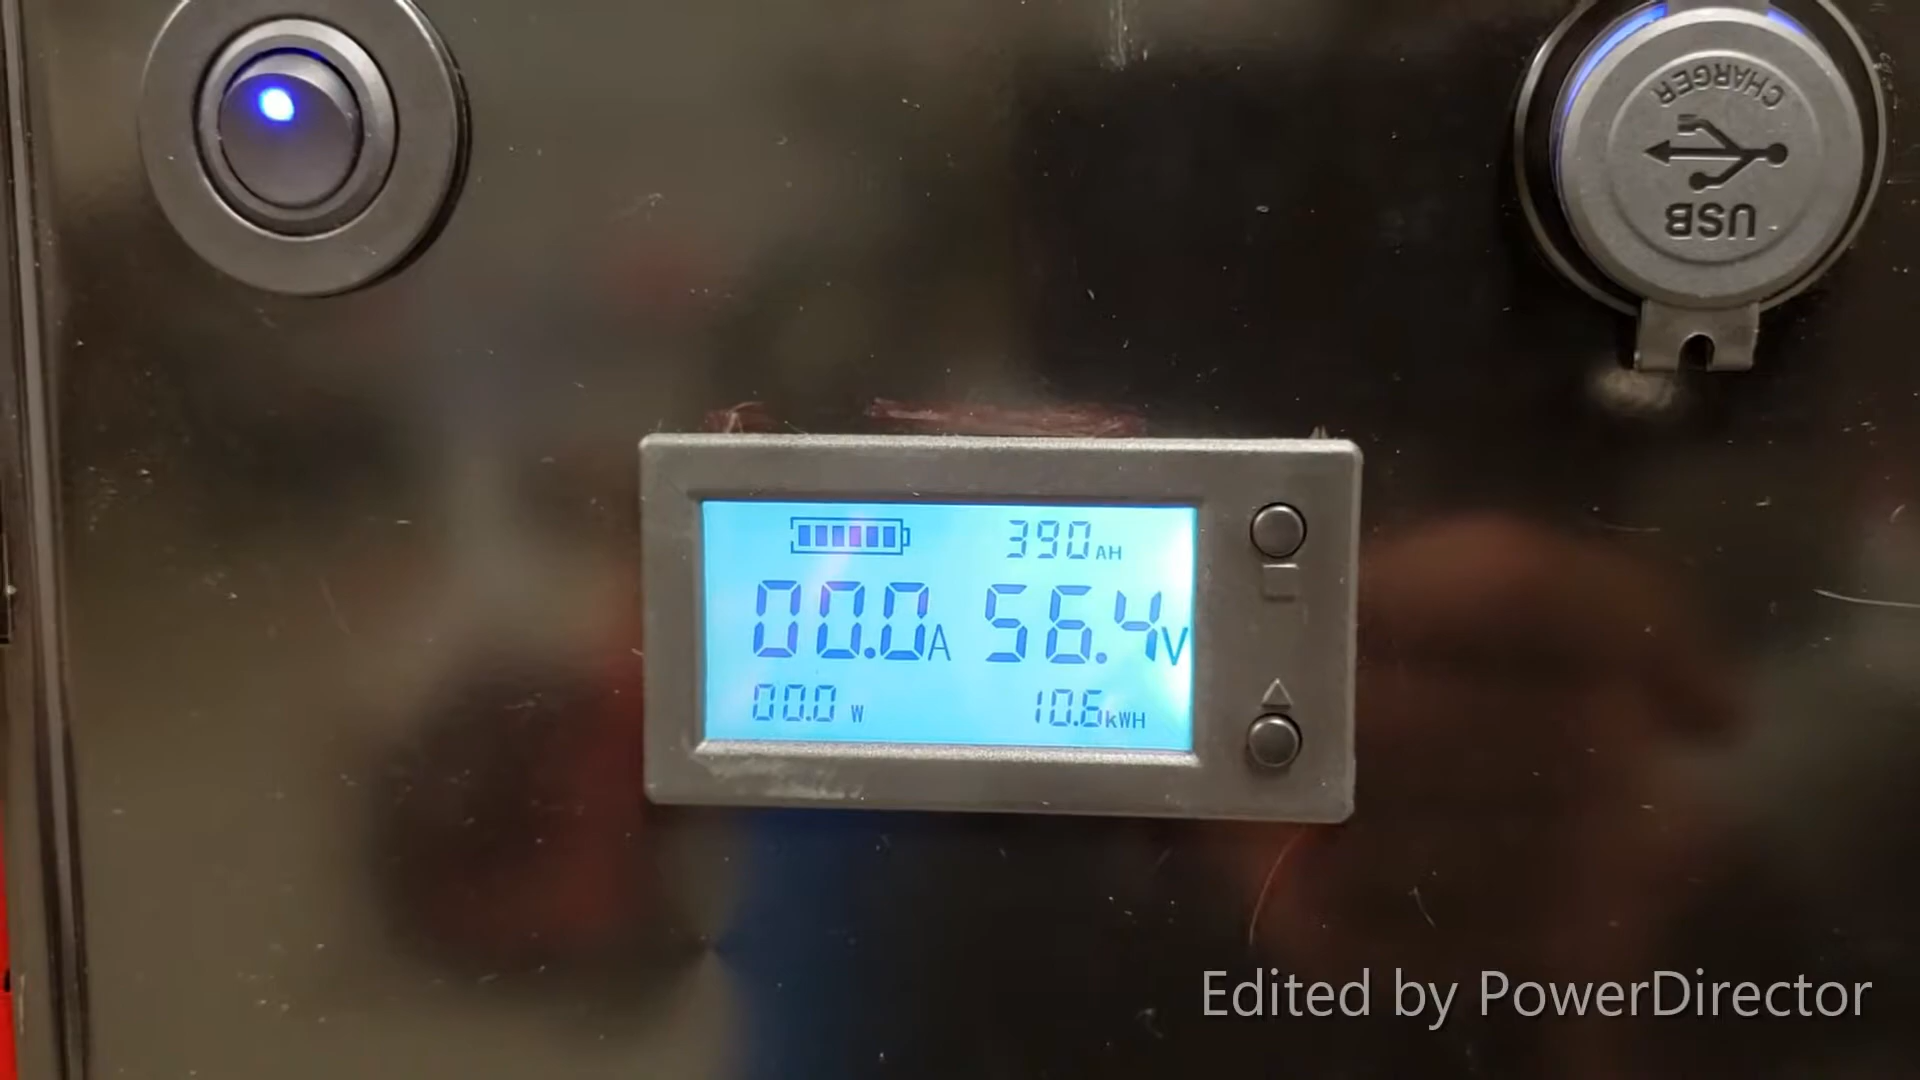 CHARGER
USB
390AH
00.0A 56.4V
00.0 W 10.6kWH
Edited by PowerDirector